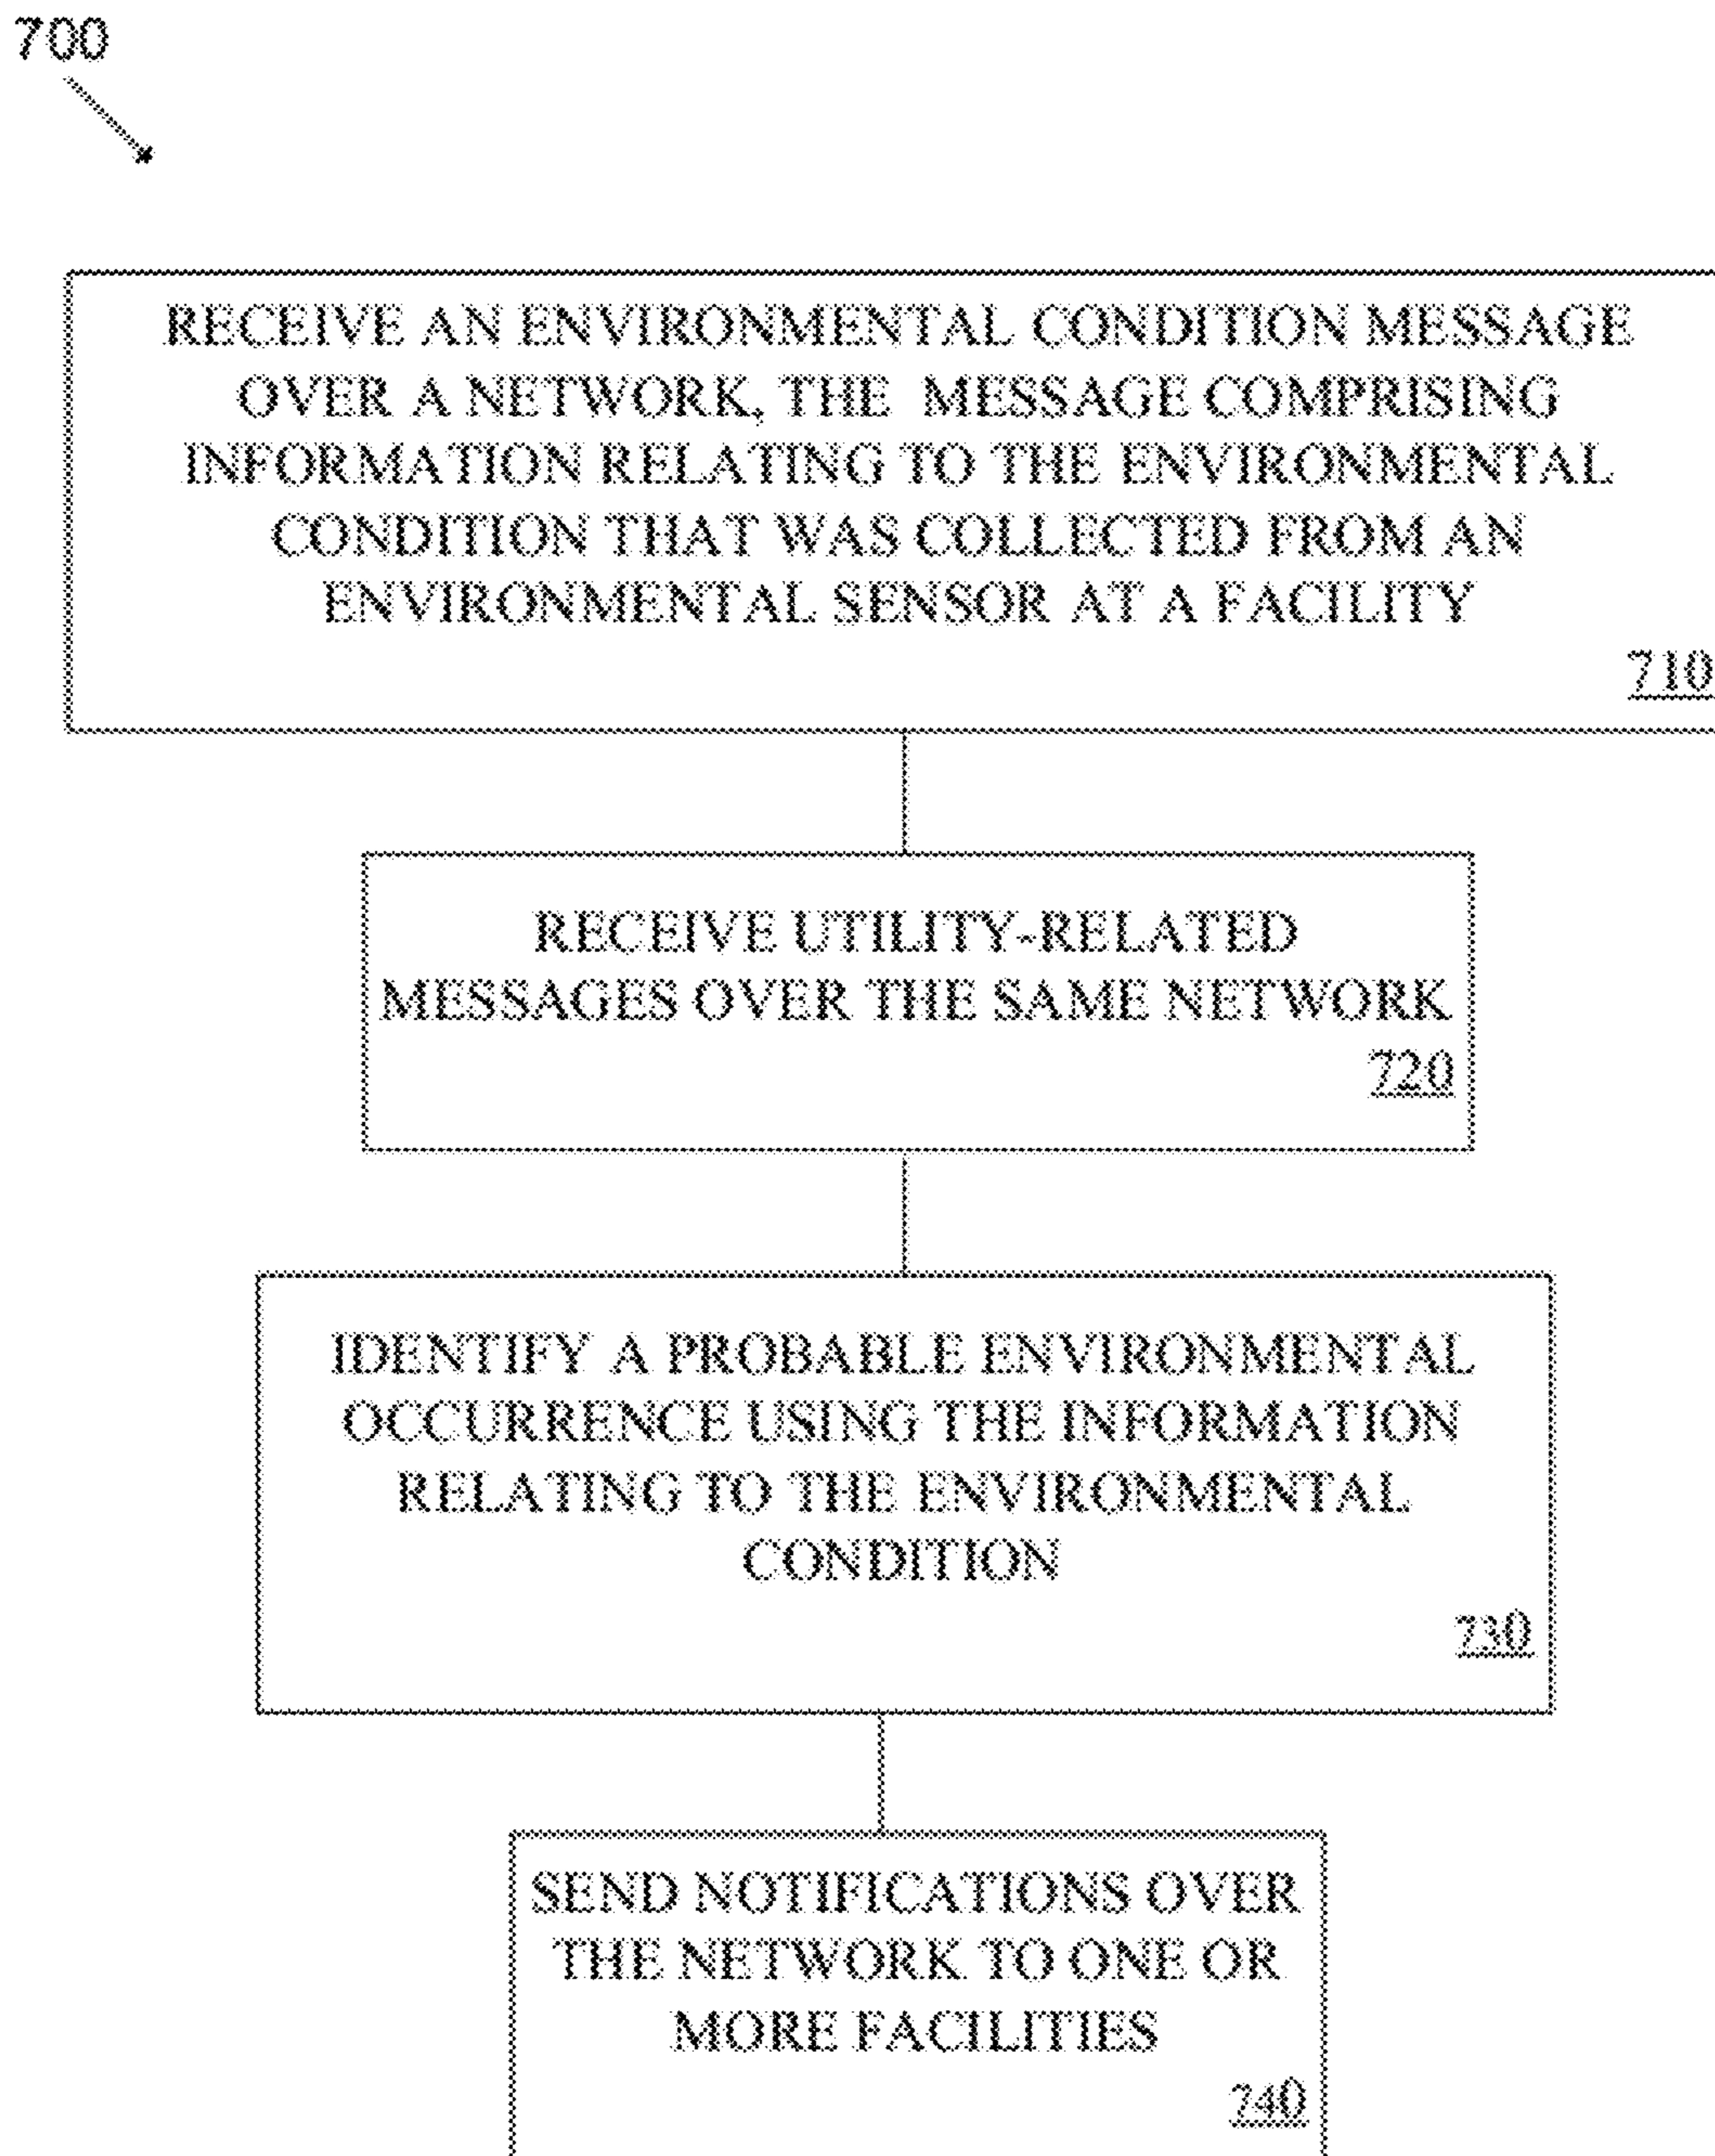 700
RECEIVE AN ENVIRONMENTAL CONDITION MESSAGE
OVER A NETWORK, THE MESSAGE COMPRISING
INFORMATION RELATING TO THE ENVIRONMENTAL
CONDITION THAT WAS COLLECTED FROM AN
ENVIRONMENTAL SENSOR AT A FACILITY
710
RECEIVE UTILITY-RELATED
MESSAGES OVER THE SAME NETWORK
720
IDENTIFY A PROBABLE ENVIRONMENTAL
OCCURRENCE USING THE INFORMATION
RELATING TO THE ENVIRONMENTAL
CONDITION
730
SEND NOTIFICATIONS OVER
THE NETWORK TO ONE OR
MORE FACILITIES
740